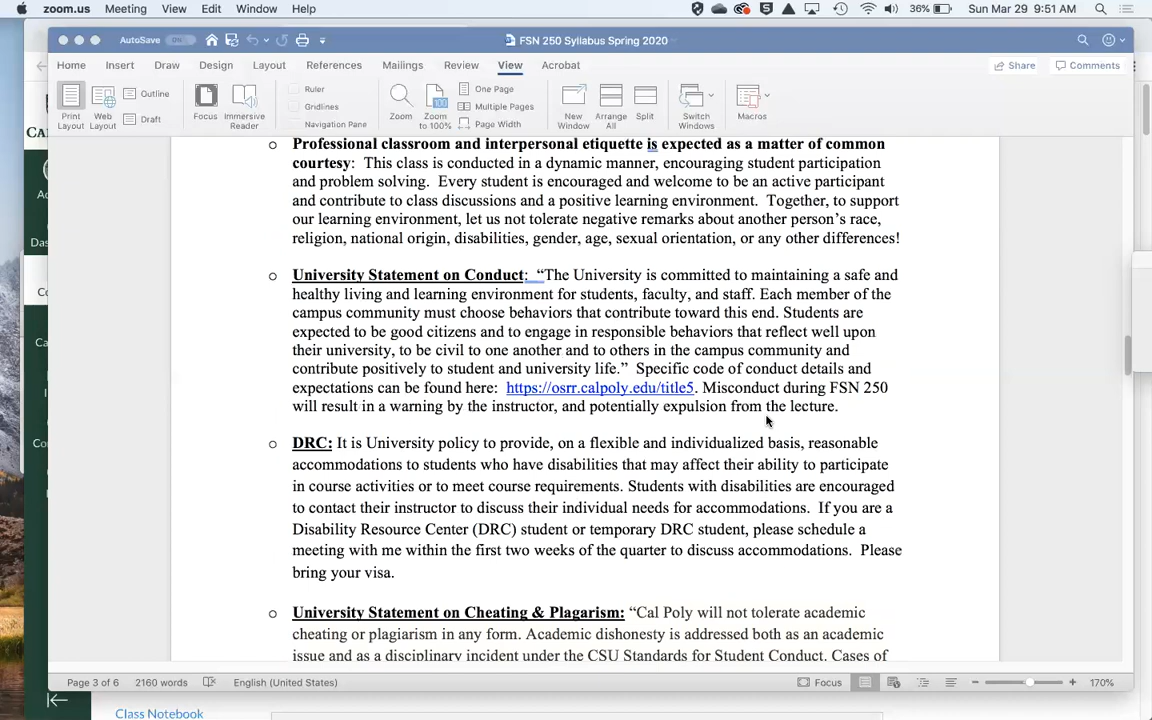 zoom.us Meeting View Edit Window Help 36% Sun Mar 29 9:51 AM
AutoSave FSN 250 Syllabus Spring 2020
Home Insert Draw Design Layout References Mailings Review View Acrobat Share Comments
Print Layout Web Layout Outline Draft Focus Immersive Reader Ruler Gridlines Navigation Pane Zoom Zoom to 100% One Page Multiple Pages Page Width New Window Arrange All Split Switch Windows Macros
Professional classroom and interpersonal etiquette is expected as a matter of common
courtesy: This class is conducted in a dynamic manner, encouraging student participation
and problem solving. Every student is encouraged and welcome to be an active participant
and contribute to class discussions and a positive learning environment. Together, to support
our learning environment, let us not tolerate negative remarks about another person's race,
religion, national origin, disabilities, gender, age, sexual orientation, or any other differences!
University Statement on Conduct: “The University is committed to maintaining a safe and
healthy living and learning environment for students, faculty, and staff. Each member of the
campus community must choose behaviors that contribute toward this end. Students are
expected to be good citizens and to engage in responsible behaviors that reflect well upon
their university, to be civil to one another and to others in the campus community and
contribute positively to student and university life.” Specific code of conduct details and
expectations can be found here: https://osrr.calpoly.edu/title5. Misconduct during FSN 250
will result in a warning by the instructor, and potentially expulsion from the lecture.
DRC: It is University policy to provide, on a flexible and individualized basis, reasonable
accommodations to students who have disabilities that may affect their ability to participate
in course activities or to meet course requirements. Students with disabilities are encouraged
to contact their instructor to discuss their individual needs for accommodations. If you are a
Disability Resource Center (DRC) student or temporary DRC student, please schedule a
meeting with me within the first two weeks of the quarter to discuss accommodations. Please
bring your visa.
University Statement on Cheating & Plagarism: “Cal Poly will not tolerate academic
cheating or plagiarism in any form. Academic dishonesty is addressed both as an academic
issue and as a disciplinary incident under the CSU Standards for Student Conduct. Cases of
Page 3 of 6 2160 words English (United States) Focus 170%
Class Notebook